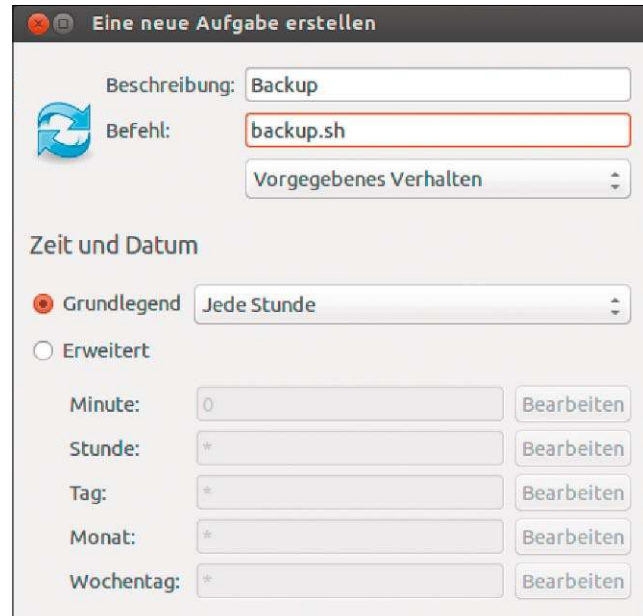 Eine neue Aufgabe erstellen
Beschreibung: Backup
Befehl: backup.sh
Vorgegebenes Verhalten
Zeit und Datum
Grundlegend Jede Stunde
Erweitert
Minute: 0 Bearbeiten
Stunde: * Bearbeiten
Tag: * Bearbeiten
Monat: * Bearbeiten
Wochentag: * Bearbeiten